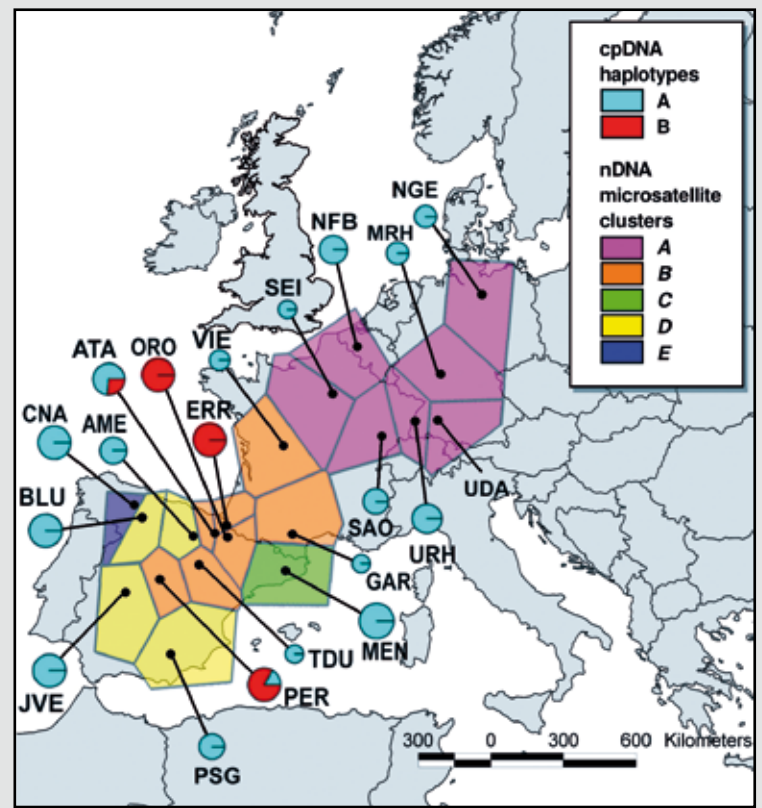 cpDNA
haplotypes
A
B
nDNA
microsatellite
clusters
A
B
C
D
E
NGE
NFB
MRH
SEI
VIE
ATA
ORO
ERR
CNA
AME
BLU
UDA
SAO
URH
GAR
MEN
TDU
PER
JVE
PSG
300 0 300 600 Kilometers